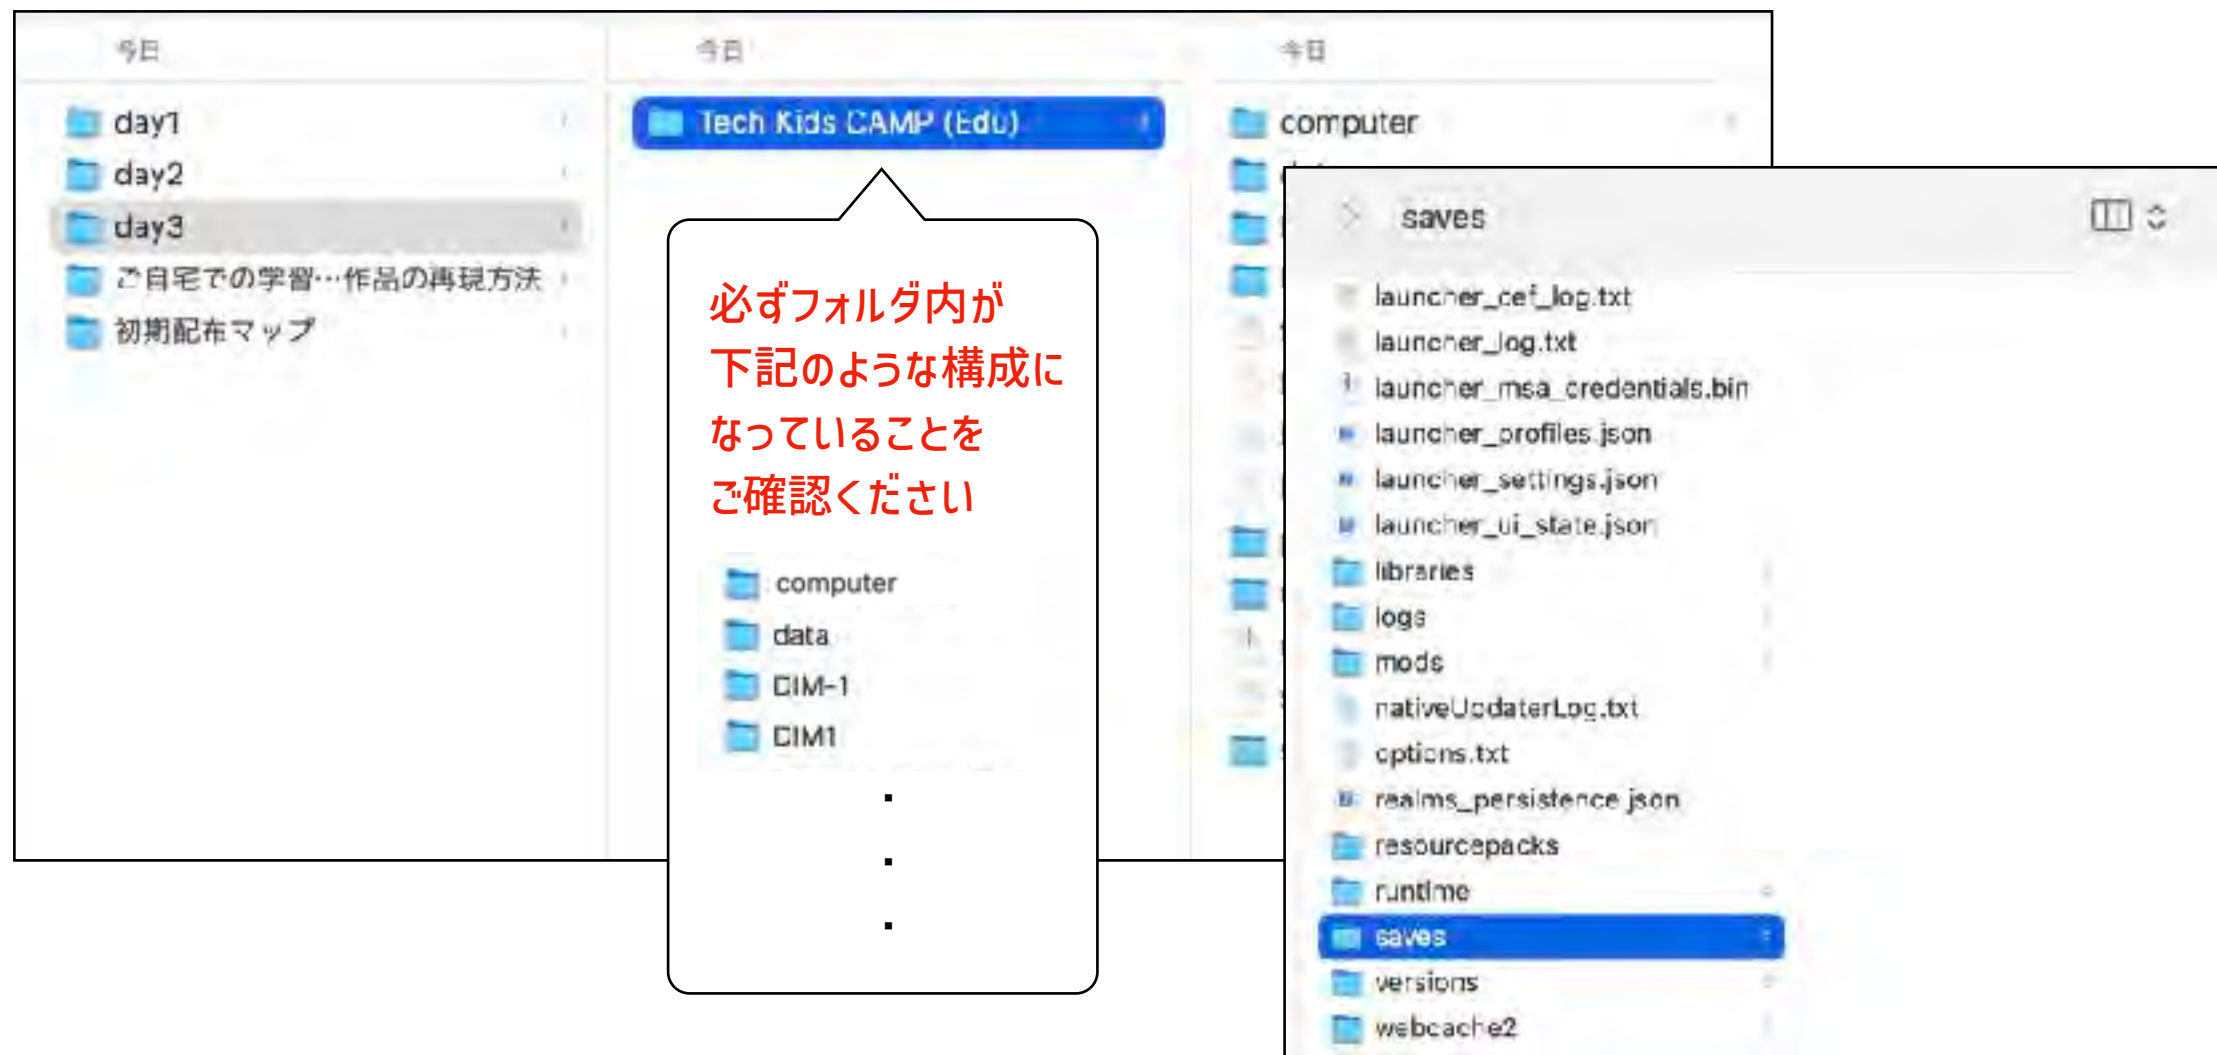 今日
day1
day2
day3
ご自宅での学習…作品の再現方法
初期配布マップ
今日
Tech Kids CAMP (Edu)
必ずフォルダ内が
下記のような構成に
なっていることを
ご確認ください
computer
data
DIM-1
DIM1
今日
computer
saves
launcher_cef_log.txt
launcher_log.txt
launcher_msa_credentials.bin
launcher_profiles.json
launcher_settings.json
launcher_ui_state.json
libraries
logs
mods
nativeUpdaterLog.txt
options.txt
realms_persistence.json
resourcepacks
runtime
saves
versions
webcache2